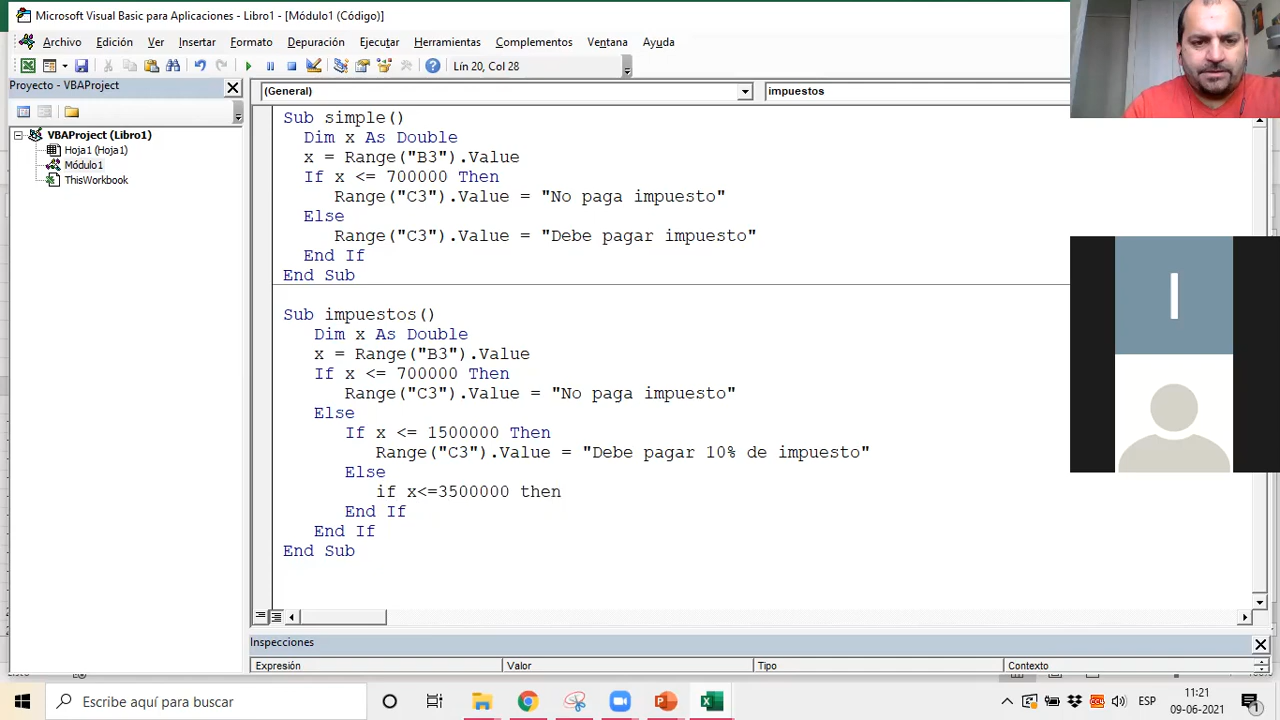 Microsoft Visual Basic para Aplicaciones - Libro1 - [Módulo1 (Código)]
Archivo Edición Ver Insertar Formato Depuración Ejecutar Herramientas Complementos Ventana Ayuda
Lín 20, Col 28
Proyecto - VBAProject
(General) impuestos
VBAProject (Libro1)
Hoja1 (Hoja1)
Módulo1
ThisWorkbook
Sub simple()
Dim x As Double
x = Range("B3").Value
If x <= 700000 Then
Range("C3").Value = "No paga impuesto"
Else
Range("C3").Value = "Debe pagar impuesto"
End If
End Sub
Sub impuestos()
Dim x As Double
x = Range("B3").Value
If x <= 700000 Then
Range("C3").Value = "No paga impuesto"
Else
If x <= 1500000 Then
Range("C3").Value = "Debe pagar 10% de impuesto"
Else
if x<=3500000 then
End If
End If
End Sub
I
Inspecciones
Expresión Valor Tipo Contexto
Escribe aquí para buscar
ESP
11:21
09-06-2021
1